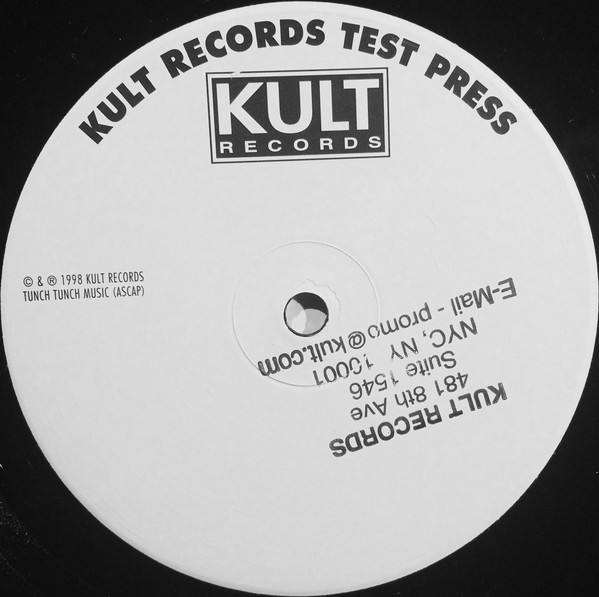 KULT RECORDS TEST PRESS
KULT
RECORDS
© & ℗ 1998 KULT RECORDS
TUNCH TUNCH MUSIC (ASCAP)
KULT RECORDS
481 8th Ave
Suite 1546
NYC, NY 10001
E-Mail - promo@kult.com